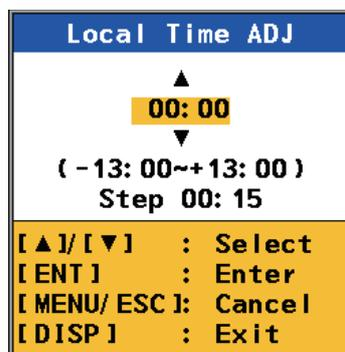 Local Time ADJ
▲
00:00
▼
(-13:00~+13:00)
Step 00:15
[▲]/[▼] : Select
[ENT] : Enter
[MENU/ESC]: Cancel
[DISP] : Exit